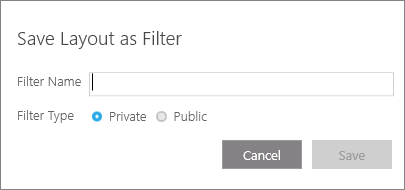 Save Layout as Filter
Filter Name
Filter Type Private Public
Cancel Save